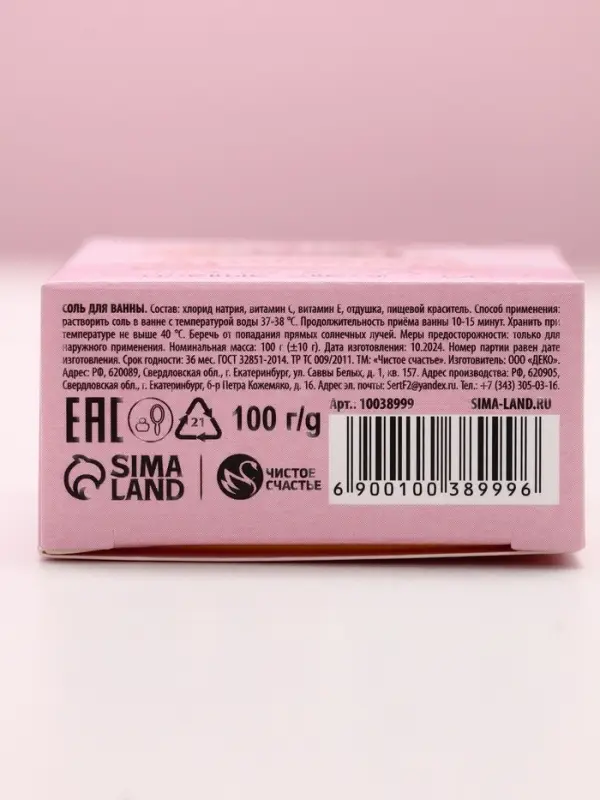 СОЛЬ ДЛЯ ВАННЫ. Состав: хлорид натрия, витамин С, витамин Е, отдушка, пищевой краситель. Способ применения:
растворить соль в ванне с температурой воды 37-38 °С. Продолжительность приёма ванны 10-15 минут. Хранить при
температуре не выше 40 °С. Беречь от попадания прямых солнечных лучей. Меры предосторожности: только для
наружного применения. Номинальная масса: 100 г (±10 г). Дата изготовления: 10.2024. Номер партии равен дате
изготовления. Срок годности: 36 мес. ГОСТ 32851-2014. ТР ТС 009/2011. ТМ: «Чистое счастье». Изготовитель: ООО «ДЕКО».
Адрес: РФ, 620089, Свердловская обл., г. Екатеринбург, ул. Саввы Белых, д. 1, кв. 157. Адрес производства: РФ, 620905,
Свердловская обл., г. Екатеринбург, б-р Петра Кожемяко, д. 16. Адрес эл. почты: SertF2@yandex.ru. Тел.: +7 (343) 305-03-16.
EAC 21 100 г/g
Арт.: 10038999 SIMA-LAND.RU
SIMA
LAND
ЧИСТОЕ
СЧАСТЬЕ
6 900100 389996